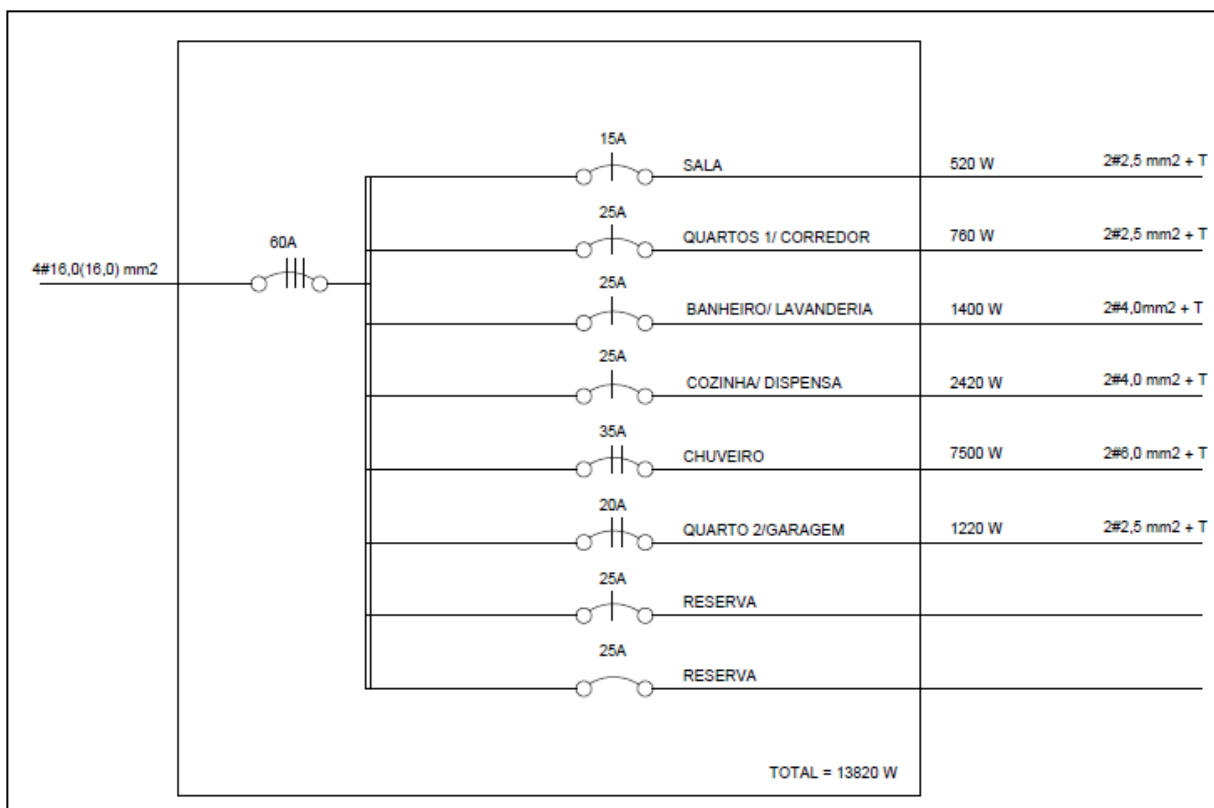 15A
SALA 520 W 2#2,5 mm2 + T
25A
QUARTOS 1/ CORREDOR 760 W 2#2,5 mm2 + T
60A
4#16,0(16,0) mm2
25A
BANHEIRO/ LAVANDERIA 1400 W 2#4,0mm2 + T
25A
COZINHA/ DISPENSA 2420 W 2#4,0 mm2 + T
35A
CHUVEIRO 7500 W 2#6,0 mm2 + T
20A
QUARTO 2/GARAGEM 1220 W 2#2,5 mm2 + T
25A
RESERVA
25A
RESERVA
TOTAL = 13820 W